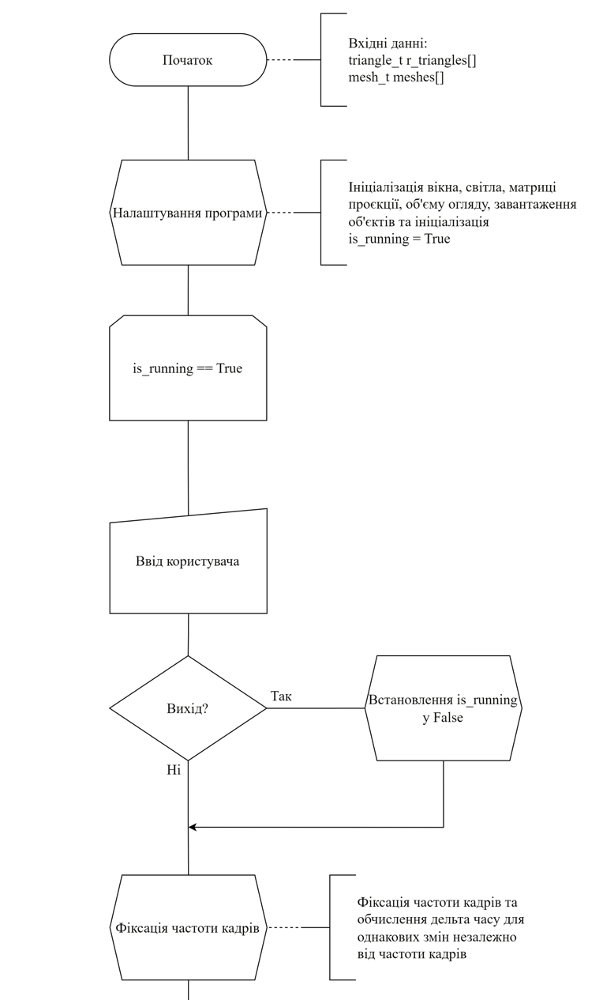 Початок
Вхідні данні:
triangle_t r_triangles[]
mesh_t meshes[]
Налаштування програми
Ініціалізація вікна, світла, матриці
проєкції, об'єму огляду, завантаження
об'єктів та ініціалізація
is_running = True
is_running == True
Ввід користувача
Вихід?
Так
Встановлення is_running
у False
Ні
Фіксація частоти кадрів
Фіксація частоти кадрів та
обчислення дельта часу для
однакових змін незалежно
від частоти кадрів